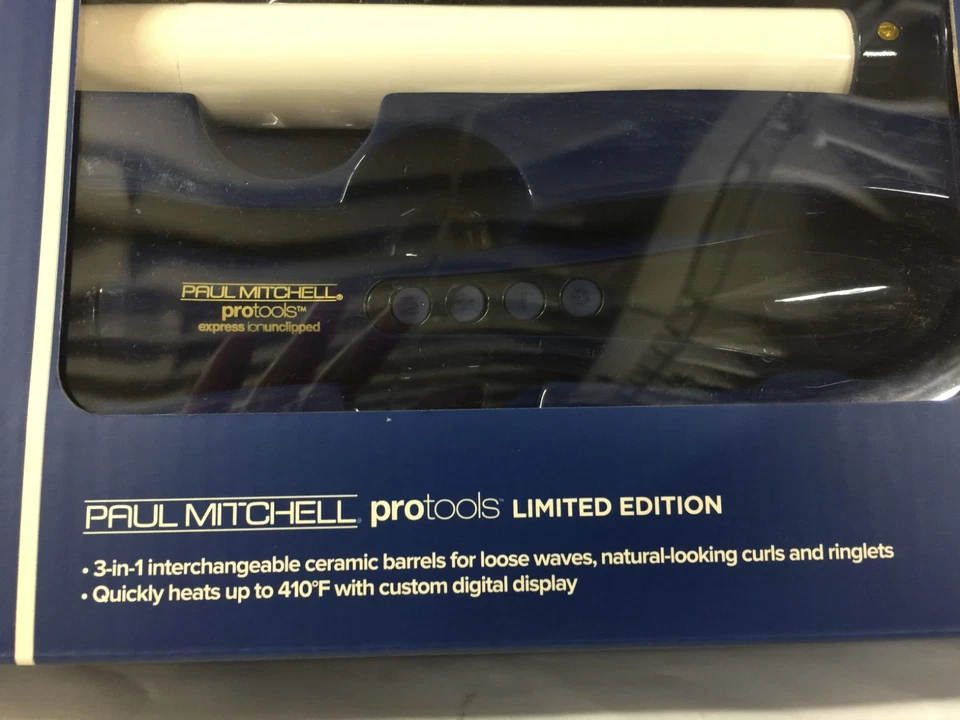 PAUL MITCHELL®
protools™
express ionunclipped
PAUL MITCHELL® protools™ LIMITED EDITION
• 3-in-1 interchangeable ceramic barrels for loose waves, natural-looking curls and ringlets
• Quickly heats up to 410°F with custom digital display